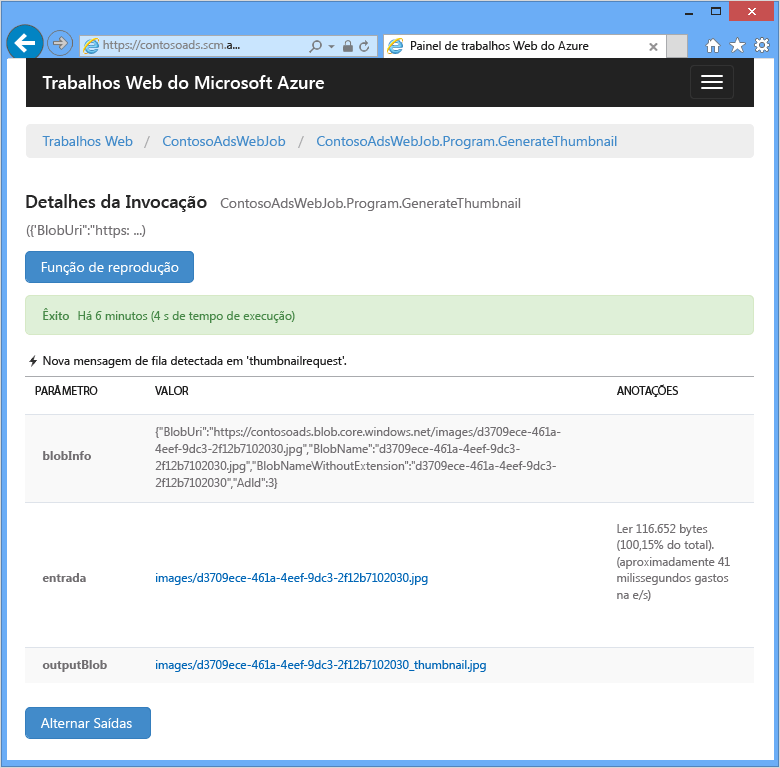 https://contosoads.scm.a...
Painel de trabalhos Web do Azure
Trabalhos Web do Microsoft Azure
Trabalhos Web / ContosoAdsWebJob / ContosoAdsWebJob.Program.GenerateThumbnail
Detalhes da Invocação ContosoAdsWebJob.Program.GenerateThumbnail
({'BlobUri":"https: ...)
Função de reprodução
Êxito Há 6 minutos (4 s de tempo de execução)
Nova mensagem de fila detectada em 'thumbnailrequest'.
PARÂMETRO VALOR ANOTAÇÕES
blobInfo
{"BlobUri":"https://contosoads.blob.core.windows.net/images/d3709ece-461a-
4eef-9dc3-2f12b7102030.jpg","BlobName":"d3709ece-461a-4eef-9dc3-
2f12b7102030.jpg","BlobNameWithoutExtension":"d3709ece-461a-4eef-9dc3-
2f12b7102030","AdId":3}
entrada
images/d3709ece-461a-4eef-9dc3-2f12b7102030.jpg
Ler 116.652 bytes
(100,15% do total).
(aproximadamente 41
milissegundos gastos
na e/s)
outputBlob
images/d3709ece-461a-4eef-9dc3-2f12b7102030_thumbnail.jpg
Alternar Saídas